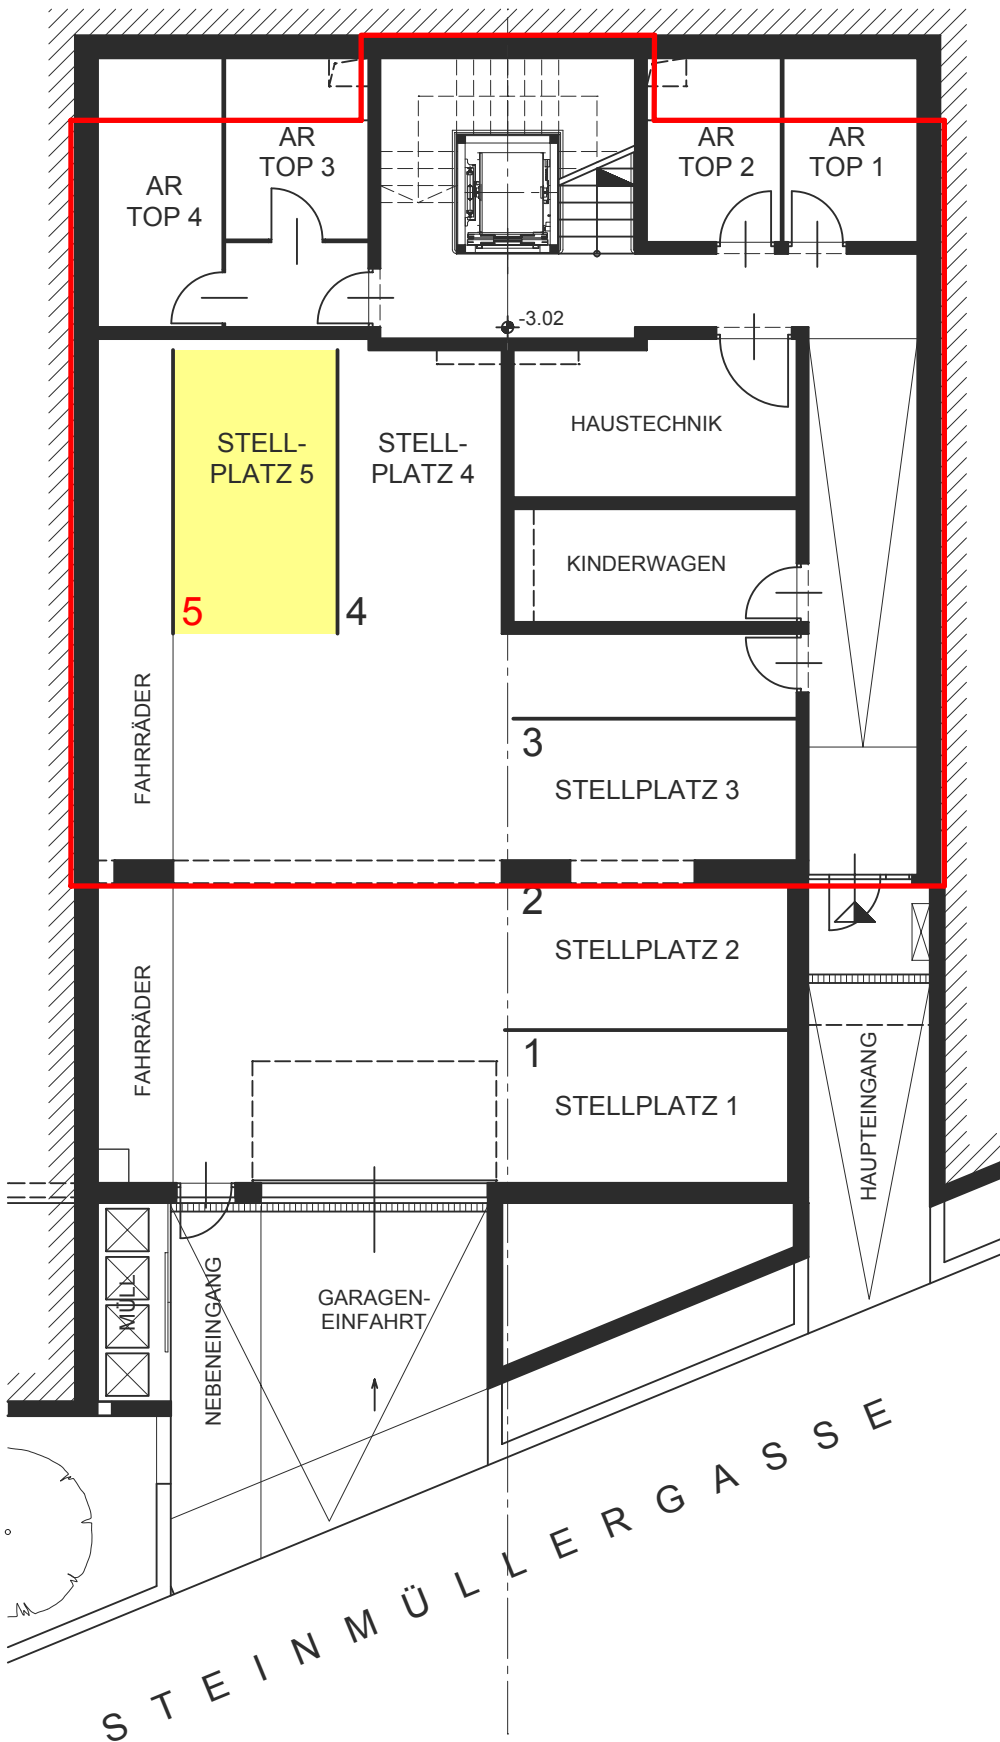 AR
TOP 4
AR
TOP 3
AR
TOP 2
AR
TOP 1
-3.02
STELL-
PLATZ 5
STELL-
PLATZ 4
HAUSTECHNIK
KINDERWAGEN
5
4
FAHRRÄDER
3
STELLPLATZ 3
2
STELLPLATZ 2
FAHRRÄDER
1
STELLPLATZ 1
HAUPTEINGANG
MÜLL
NEBENEINGANG
GARAGEN-
EINFAHRT
STEINMÜLLERGASSE